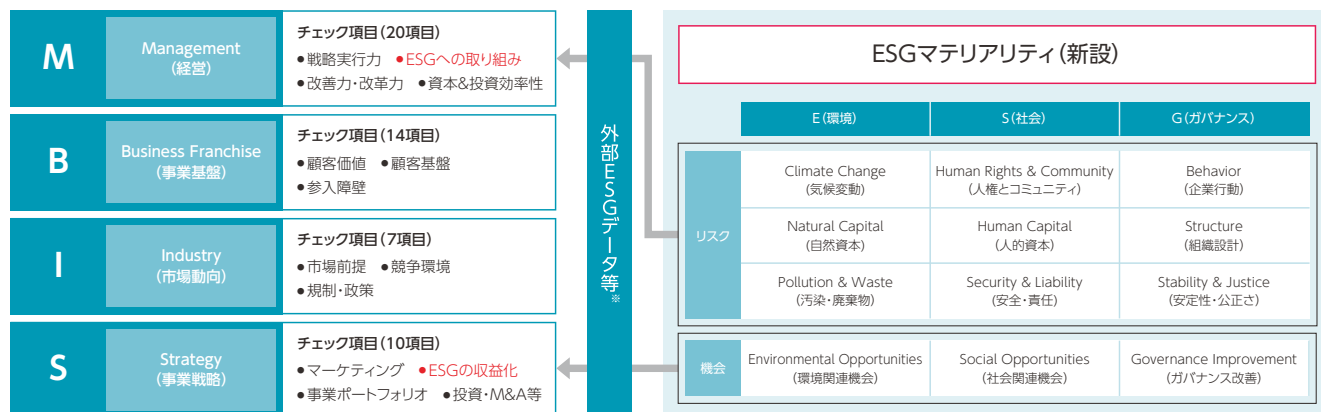 M
Management
(経営)
チェック項目(20項目)
●戦略実行力 ●ESGへの取り組み
●改善力・改革力 ●資本&投資効率性
B
Business Franchise
(事業基盤)
チェック項目(14項目)
●顧客価値 ●顧客基盤
●参入障壁
I
Industry
(市場動向)
チェック項目(7項目)
●市場前提 ●競争環境
●規制・政策
S
Strategy
(事業戦略)
チェック項目(10項目)
●マーケティング ●ESGの収益化
●事業ポートフォリオ ●投資・M&A等
外部ESGデータ等※
ESGマテリアリティ(新設)
E(環境) S(社会) G(ガバナンス)
リスク
Climate Change Human Rights & Community Behavior
(気候変動) (人権とコミュニティ) (企業行動)
Natural Capital Human Capital Structure
(自然資本) (人的資本) (組織設計)
Pollution & Waste Security & Liability Stability & Justice
(汚染・廃棄物) (安全・責任) (安定性・公正さ)
機会
Environmental Opportunities Social Opportunities Governance Improvement
(環境関連機会) (社会関連機会) (ガバナンス改善)